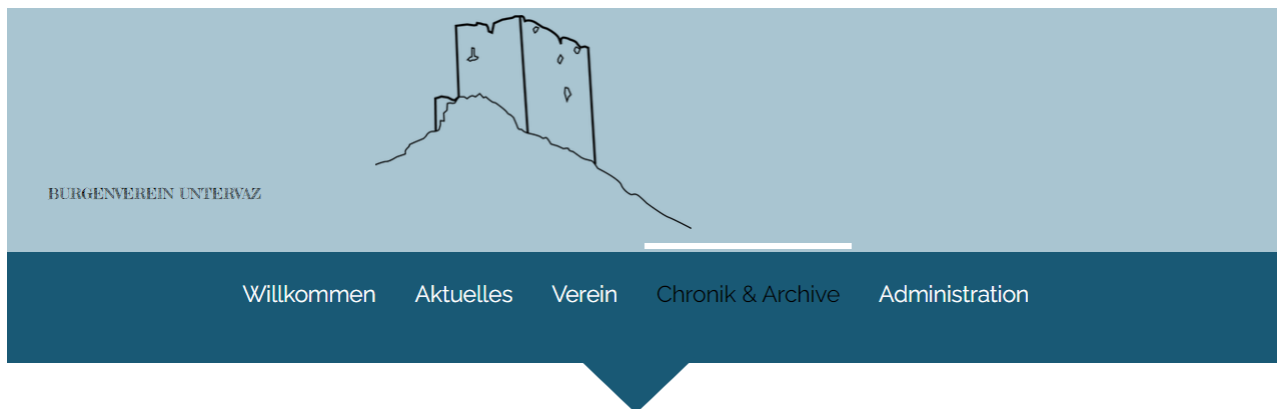 BURGENVEREIN UNTERVAZ
Willkommen Aktuelles Verein Chronik & Archive Administration